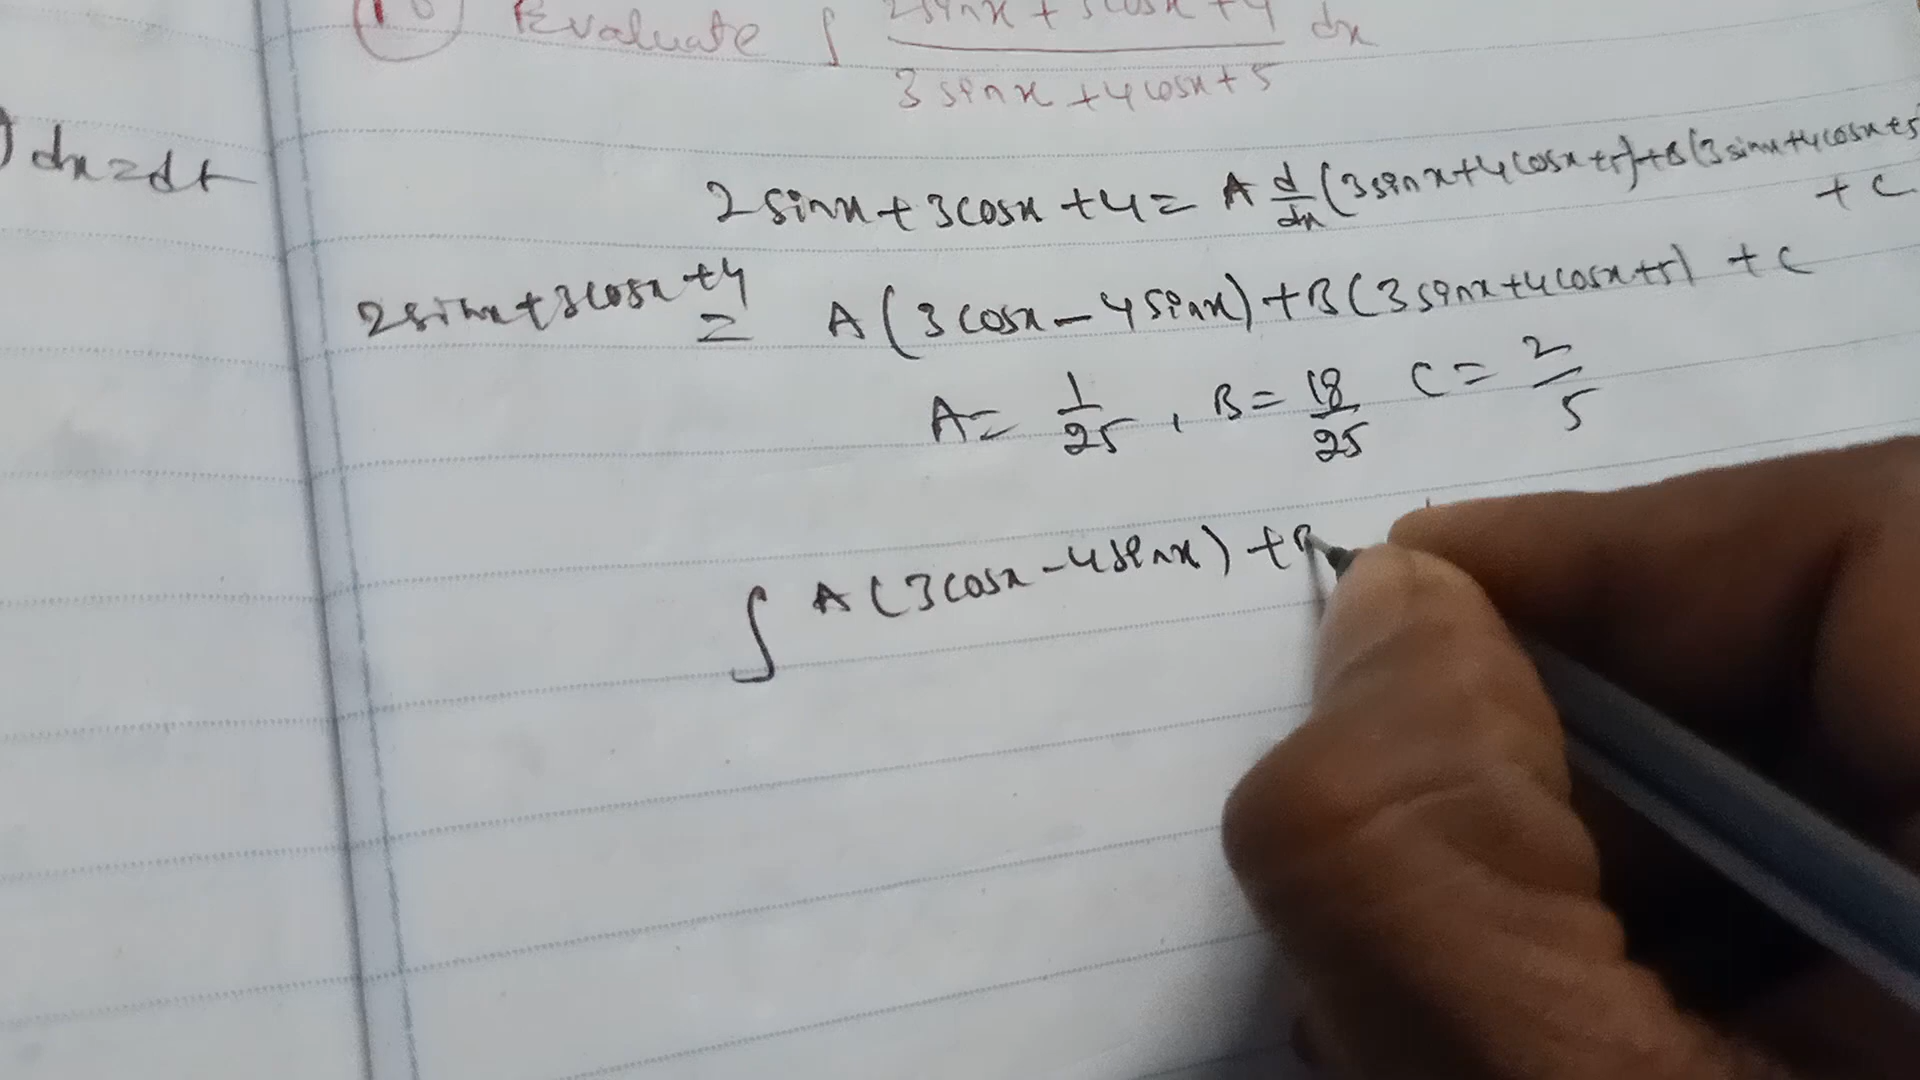 Evaluate ∫ 2sinx + 3cosx + 4 / 3sinx + 4cosx + 5 dx
) dx = dt
2sinx + 3cosx + 4 = A d/dx (3sinx + 4cosx + 5) + B(3sinx + 4cosx + 5
+ C
2sinx + 3cosx + 4
= A(3cosx - 4sinx) + B(3sinx + 4cosx + 5) + C
A = 1/25 , B = 18/25 C = 2/5
∫ A(3cosx - 4sinx) + B